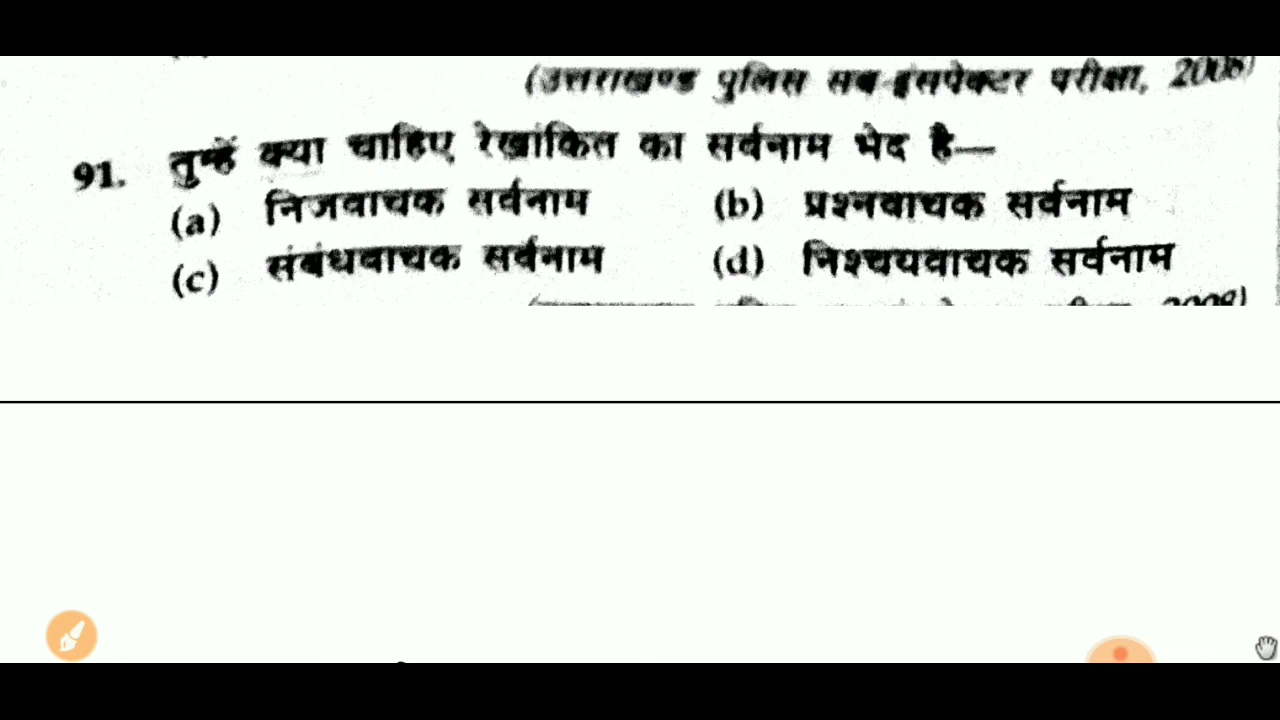 (उत्तराखण्ड पुलिस सब-इंसपेक्टर परीक्षा, 2008)
91. तुम्हें क्या चाहिए रेखांकित का सर्वनाम भेद है—
(a) निजवाचक सर्वनाम (b) प्रश्नवाचक सर्वनाम
(c) संबंधवाचक सर्वनाम (d) निश्चयवाचक सर्वनाम